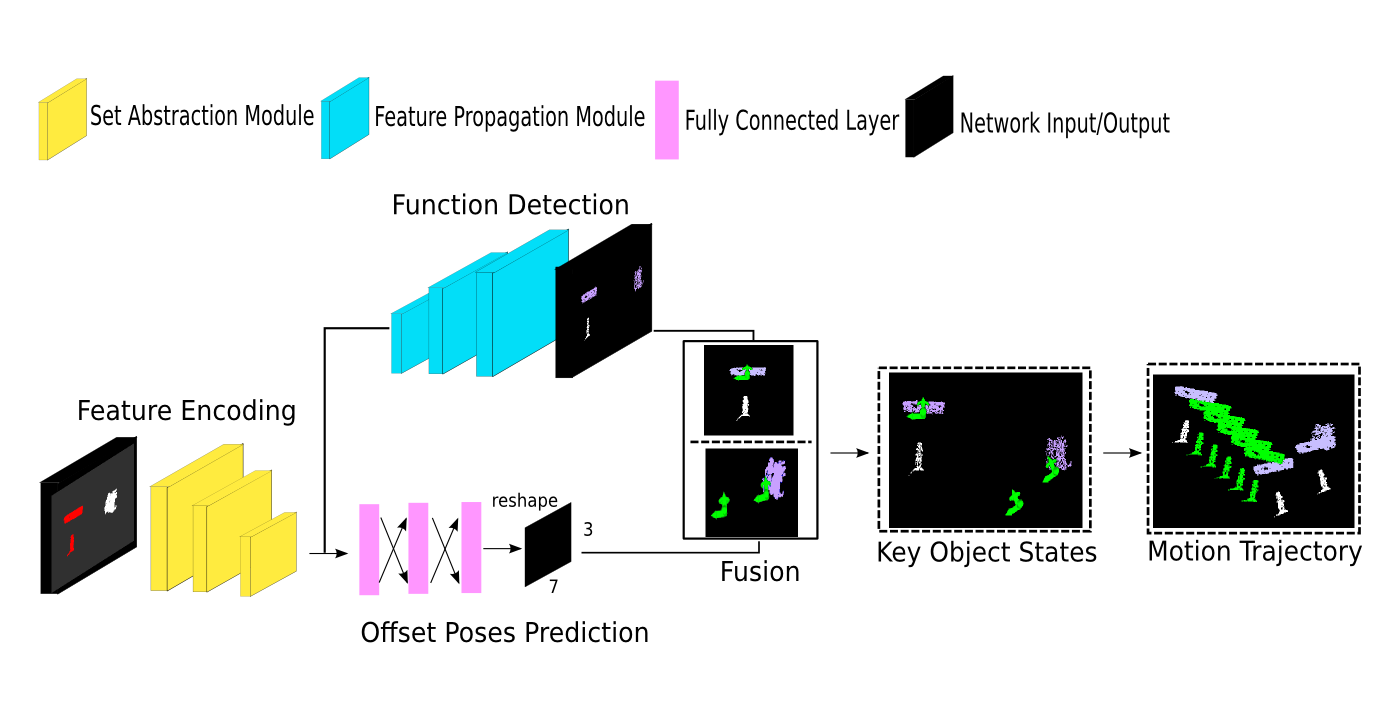 Set Abstraction Module
Feature Propagation Module
Fully Connected Layer
Network Input/Output
Function Detection
Feature Encoding
reshape
3
7
Offset Poses Prediction
Fusion
Key Object States
Motion Trajectory